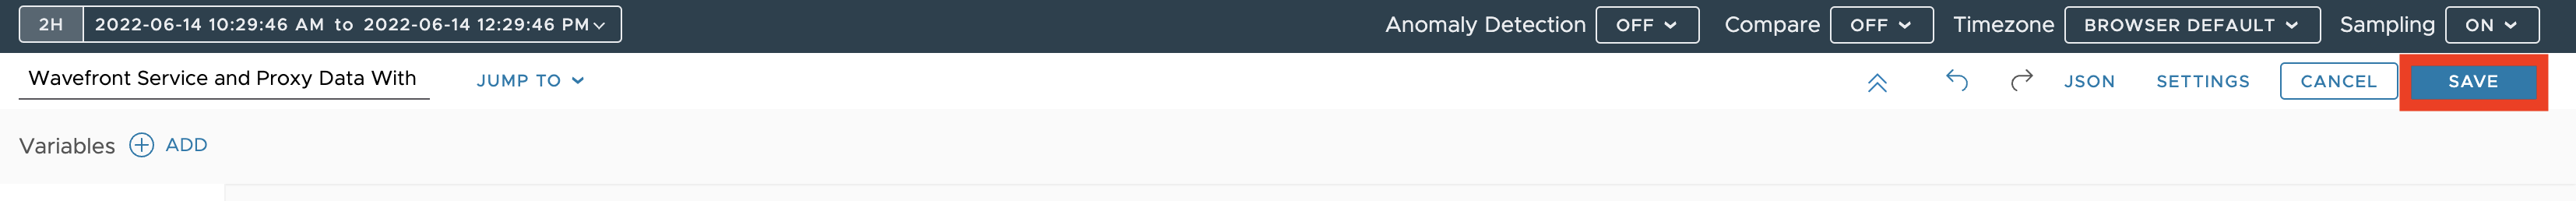 2H 2022-06-14 10:29:46 AM to 2022-06-14 12:29:46 PM Anomaly Detection OFF Compare OFF Timezone BROWSER DEFAULT Sampling ON
Wavefront Service and Proxy Data With JUMP TO JSON SETTINGS CANCEL SAVE
Variables ADD